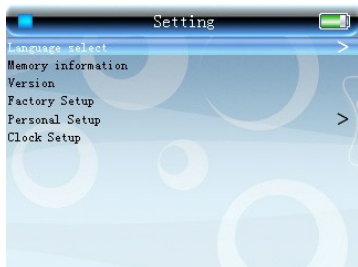 Setting
Language select >
Memory information
Version
Factory Setup
Personal Setup >
Clock Setup